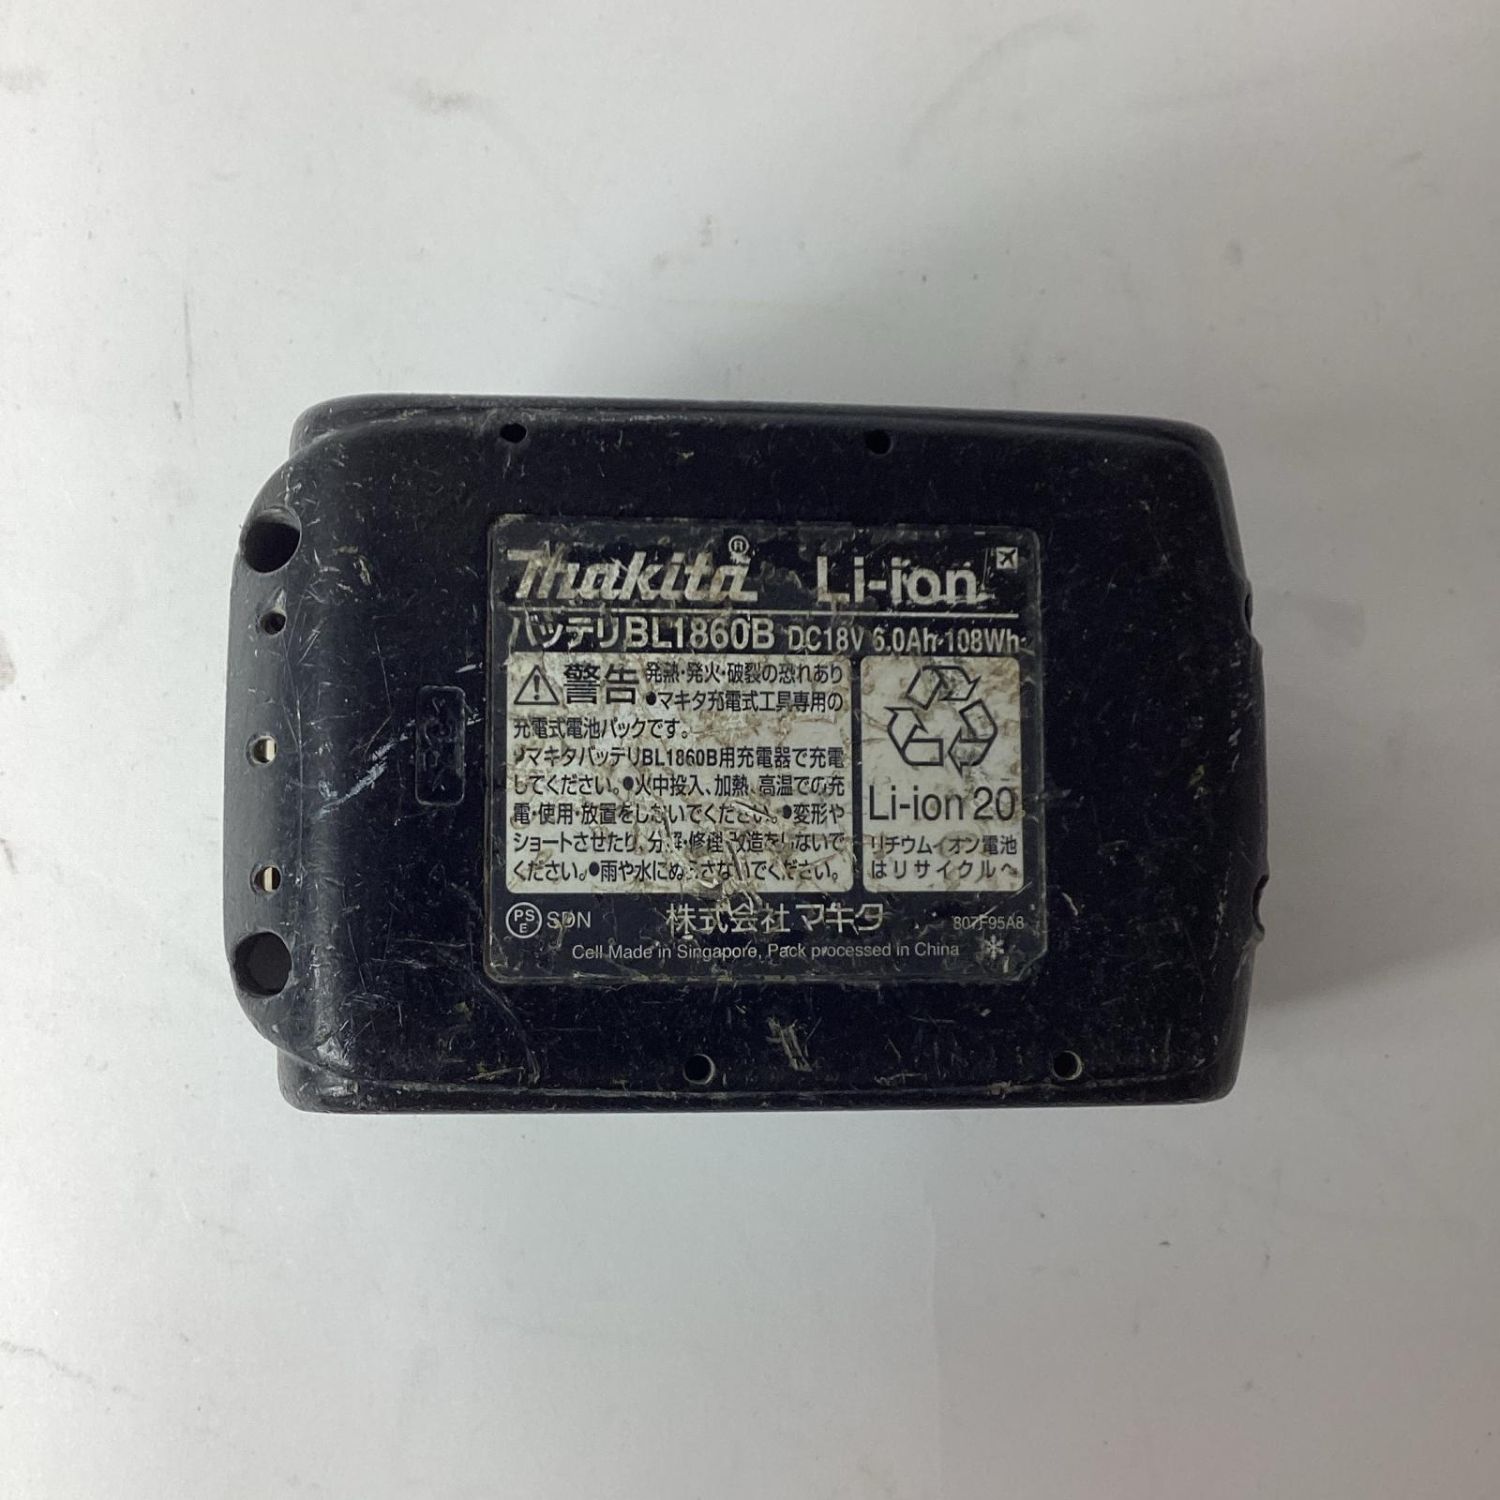 makita® Li-ion
バッテリBL1860B DC18V 6.0Ah·108Wh
警告 発熱・発火・破裂の恐れあり
●マキタ充電式工具専用の
充電式電池パックです。
●マキタバッテリBL1860B用充電器で充電
してください。●火中投入、加熱、高温での充
電・使用・放置をしないでください。●変形や
ショートさせたり、分解・修理・改造をしないで
ください。●雨や水にぬらさないでください。
Li-ion 20
リチウムイオン電池
はリサイクルへ
PSE SDN 株式会社マキタ 807F95A8
Cell Made in Singapore, Pack processed in China *